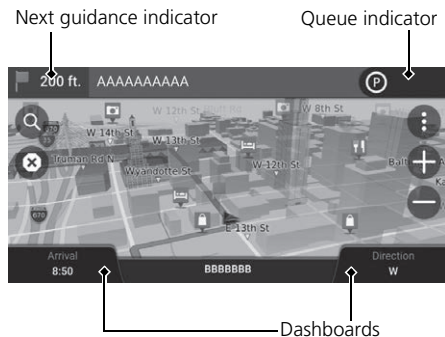 Next guidance indicator
Queue indicator
200 ft.
AAAAAAAAAA
P
W 12th St
W 8th St
W 14th St
W 13th St
Truman Rd N...
Wyandotte St
W 12th St
E 13th St
670
Arrival
8:50
BBBBBBB
Direction
W
Dashboards